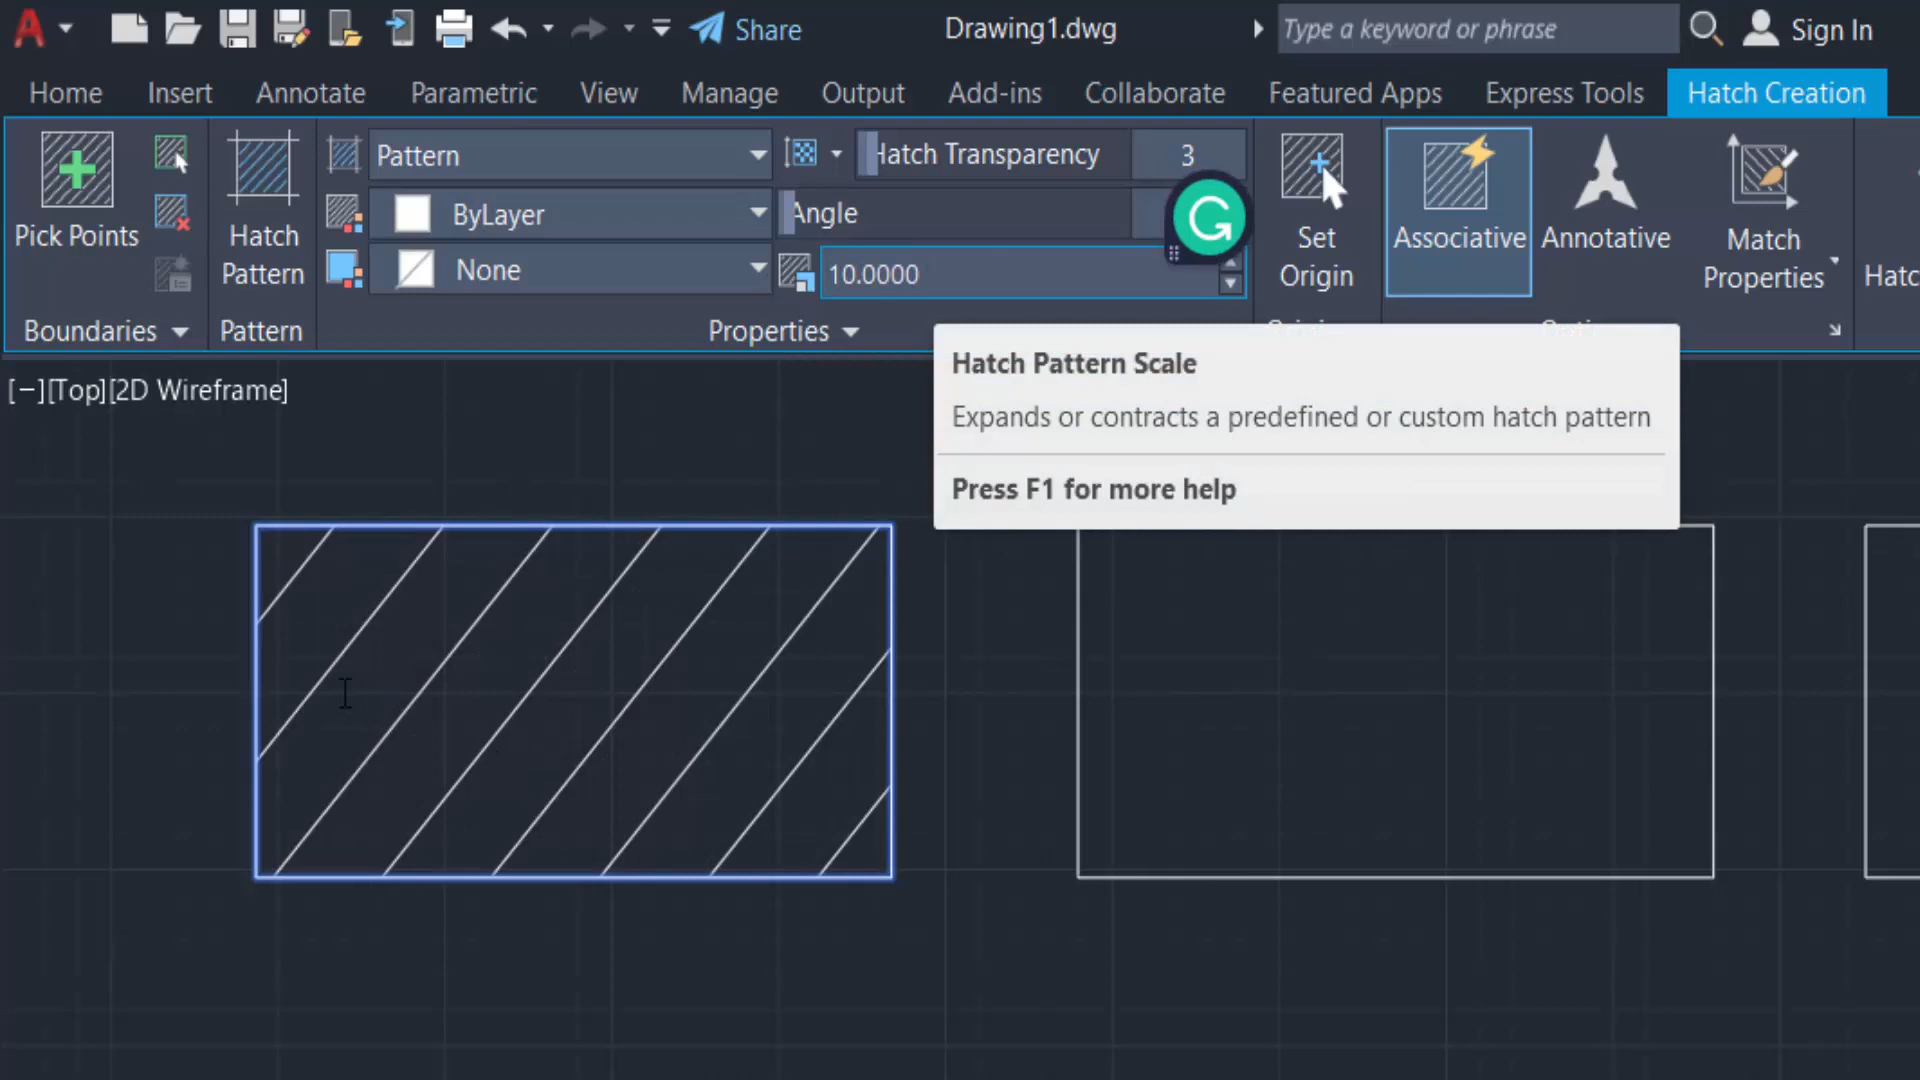 Share
Drawing1.dwg
Type a keyword or phrase
Sign In
Home Insert Annotate Parametric View Manage Output Add-ins Collaborate Featured Apps Express Tools Hatch Creation
Pattern
Hatch Transparency 3
Pick Points
Hatch
Pattern
ByLayer
Angle
None
10.0000
Set
Origin
Associative
Annotative
Match
Properties
Hatc
Boundaries
Pattern
Properties
Hatch Pattern Scale
Expands or contracts a predefined or custom hatch pattern
Press F1 for more help
[−][Top][2D Wireframe]